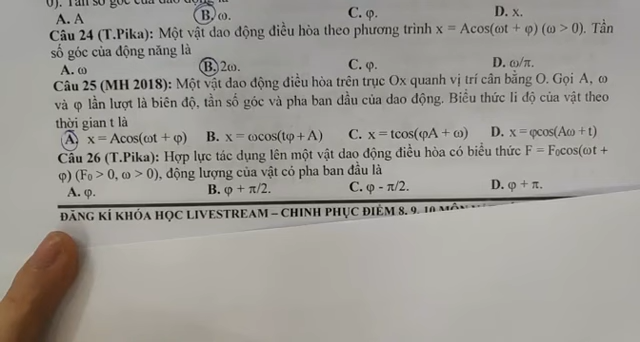 A. A B. ω. C. φ. D. x.
Câu 24 (T.Pika): Một vật dao động điều hòa theo phương trình x = Acos(ωt + φ) (ω > 0). Tần
số góc của động năng là
A. ω B. 2ω. C. φ. D. ω/π.
Câu 25 (MH 2018): Một vật dao động điều hòa trên trục Ox quanh vị trí cân bằng O. Gọi A, ω
và φ lần lượt là biên độ, tần số góc và pha ban đầu của dao động. Biểu thức li độ của vật theo
thời gian t là
A. x = Acos(ωt + φ) B. x = ωcos(tφ + A) C. x = tcos(φA + ω) D. x = φcos(Aω + t)
Câu 26 (T.Pika): Hợp lực tác dụng lên một vật dao động điều hòa có biểu thức F = F₀cos(ωt +
φ) (F₀ > 0, ω > 0), động lượng của vật có pha ban đầu là
A. φ. B. φ + π/2. C. φ - π/2. D. φ + π.
ĐĂNG KÍ KHÓA HỌC LIVESTREAM – CHINH PHỤC ĐIỂM 8, 9, 10 MÔN